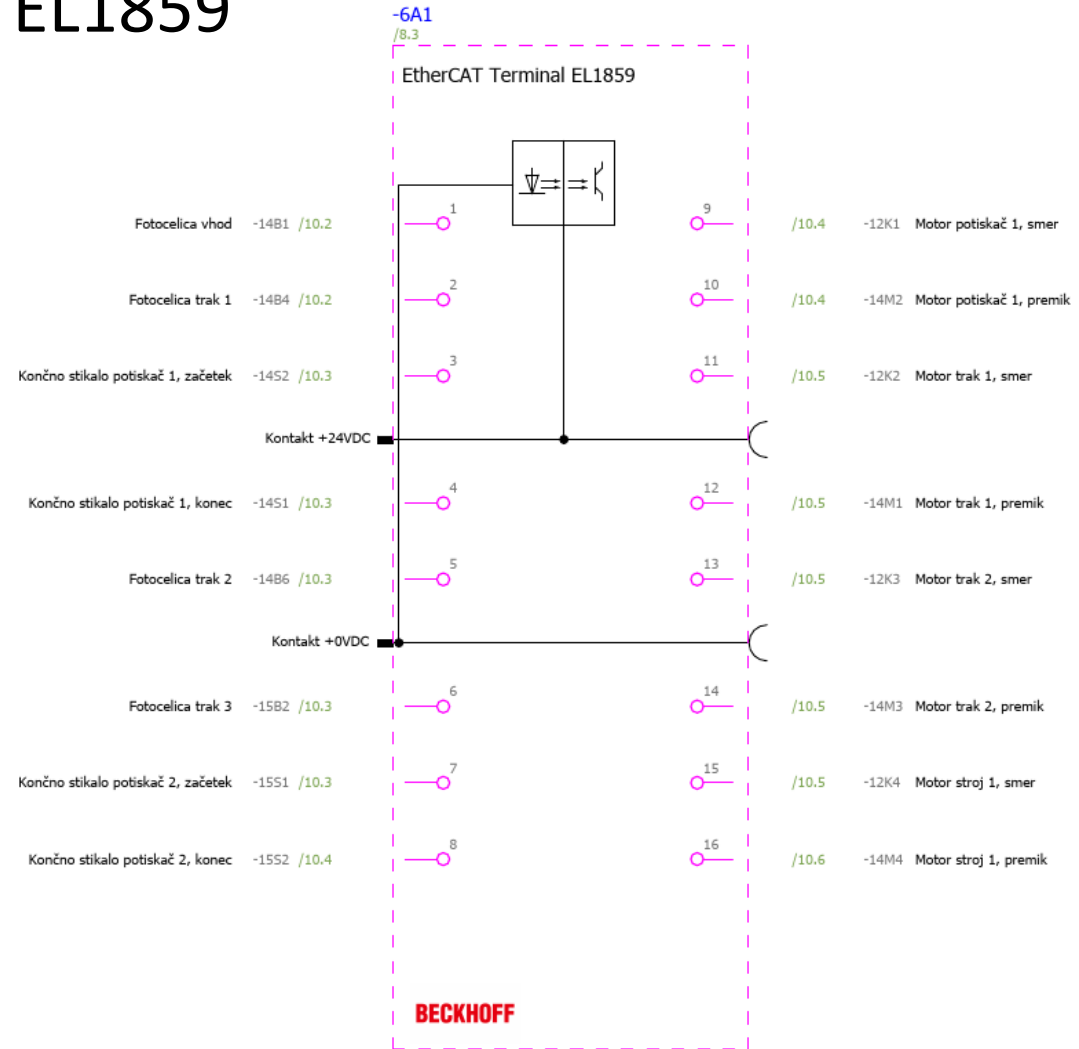 EL1859
-6A1
/8.3
EtherCAT Terminal EL1859
Fotocelica vhod -14B1 /10.2 1 9 /10.4 -12K1 Motor potiskač 1, smer
Fotocelica trak 1 -14B4 /10.2 2 10 /10.4 -14M2 Motor potiskač 1, premik
Končno stikalo potiskač 1, začetek -14S2 /10.3 3 11 /10.5 -12K2 Motor trak 1, smer
Kontakt +24VDC
Končno stikalo potiskač 1, konec -14S1 /10.3 4 12 /10.5 -14M1 Motor trak 1, premik
Fotocelica trak 2 -14B6 /10.3 5 13 /10.5 -12K3 Motor trak 2, smer
Kontakt +0VDC
Fotocelica trak 3 -15B2 /10.3 6 14 /10.5 -14M3 Motor trak 2, premik
Končno stikalo potiskač 2, začetek -15S1 /10.3 7 15 /10.5 -12K4 Motor stroj 1, smer
Končno stikalo potiskač 2, konec -15S2 /10.4 8 16 /10.6 -14M4 Motor stroj 1, premik
BECKHOFF